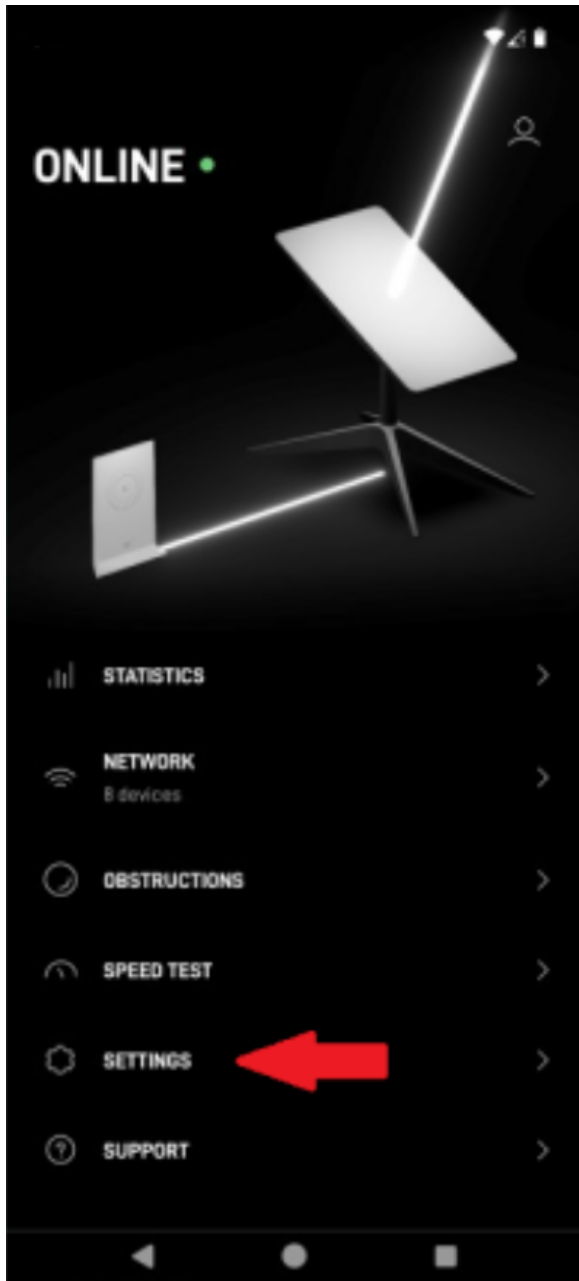 ONLINE
STATISTICS
NETWORK
8 devices
OBSTRUCTIONS
SPEED TEST
SETTINGS
SUPPORT